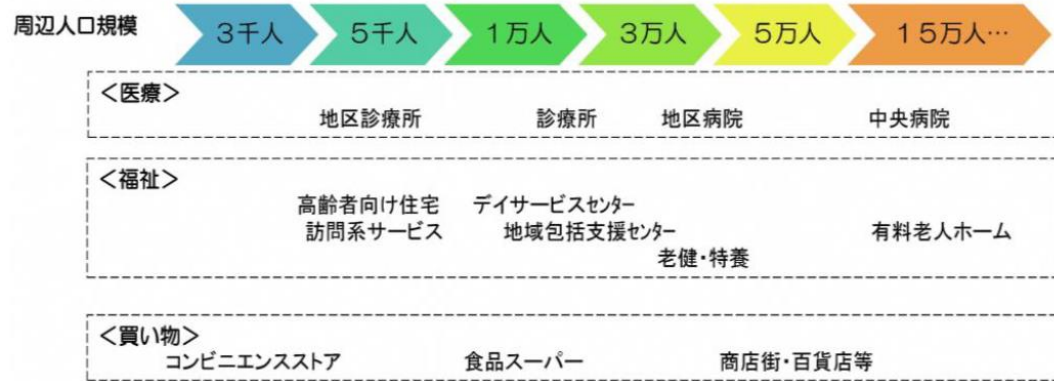 周辺人口規模 3千人 5千人 1万人 3万人 5万人 15万人…
＜医療＞
地区診療所 診療所 地区病院 中央病院
＜福祉＞
高齢者向け住宅 デイサービスセンター
訪問系サービス 地域包括支援センター 有料老人ホーム
老健・特養
＜買い物＞
コンビニエンスストア 食品スーパー 商店街・百貨店等